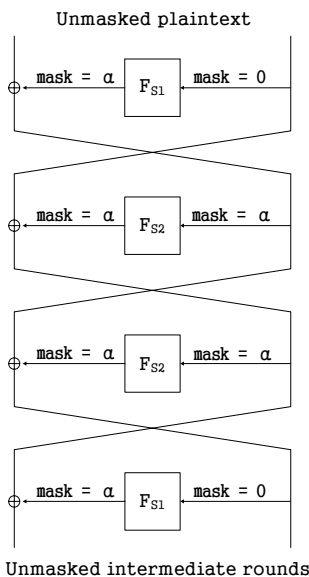 Unmasked plaintext
mask = α F_S1 mask = 0
mask = α F_S2 mask = α
mask = α F_S2 mask = α
mask = α F_S1 mask = 0
Unmasked intermediate rounds